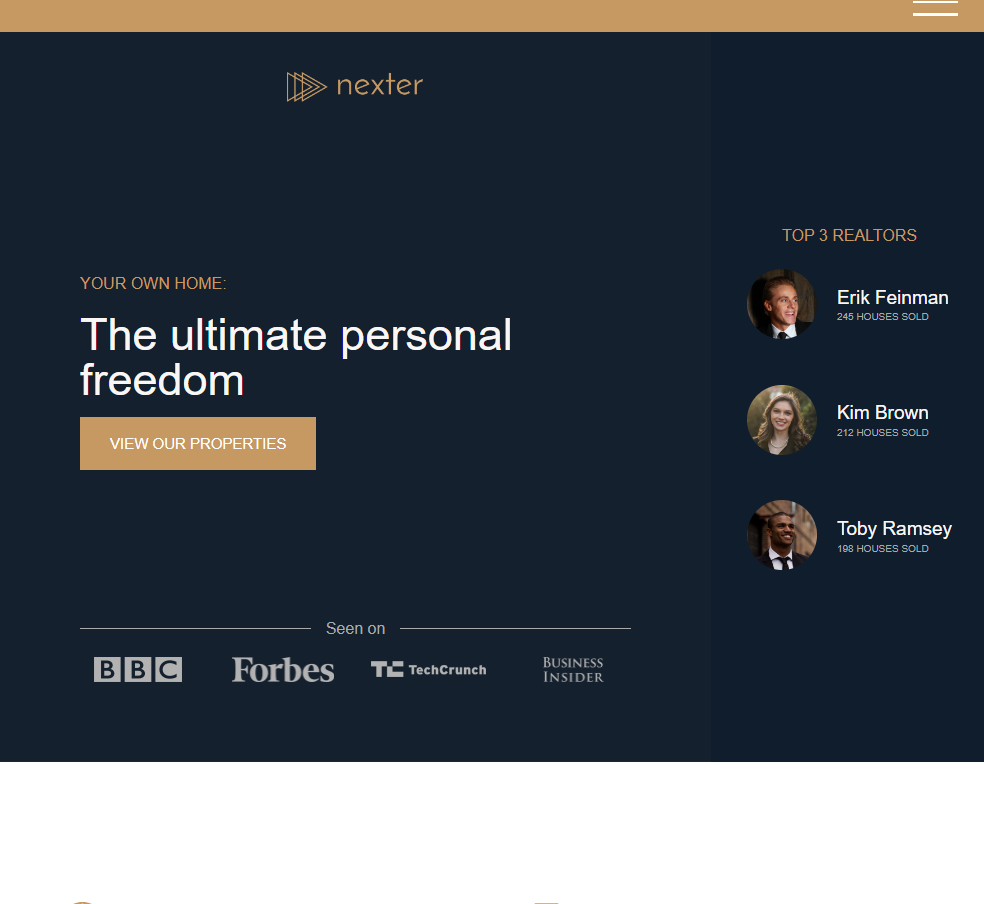 nexter
YOUR OWN HOME:
The ultimate personal
freedom
VIEW OUR PROPERTIES
Seen on
BBC
Forbes
TC TechCrunch
BUSINESS
INSIDER
TOP 3 REALTORS
Erik Feinman
245 HOUSES SOLD
Kim Brown
212 HOUSES SOLD
Toby Ramsey
198 HOUSES SOLD